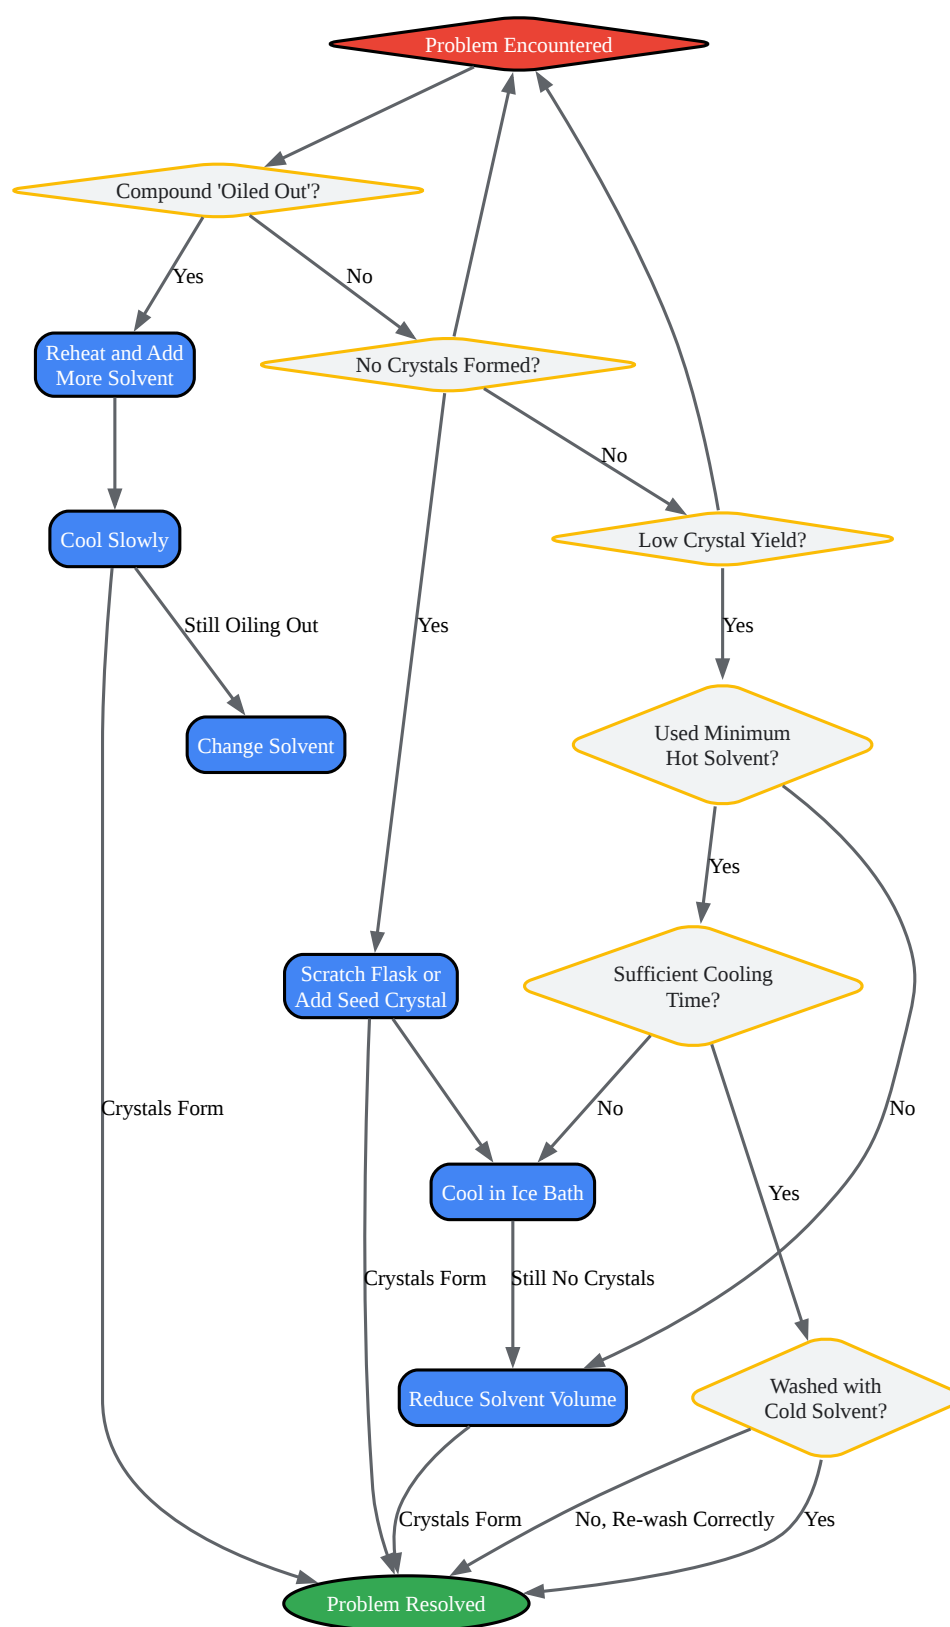 Problem Encountered
Compound 'Oiled Out'?
Yes
No
Reheat and Add
More Solvent
No Crystals Formed?
No
Cool Slowly
Low Crystal Yield?
Still Oiling Out
Yes
Yes
Change Solvent
Used Minimum
Hot Solvent?
Yes
Scratch Flask or
Add Seed Crystal
Sufficient Cooling
Time?
Crystals Form
No
No
Cool in Ice Bath
Yes
Crystals Form
Still No Crystals
Reduce Solvent Volume
Washed with
Cold Solvent?
Crystals Form
No, Re-wash Correctly
Yes
Problem Resolved